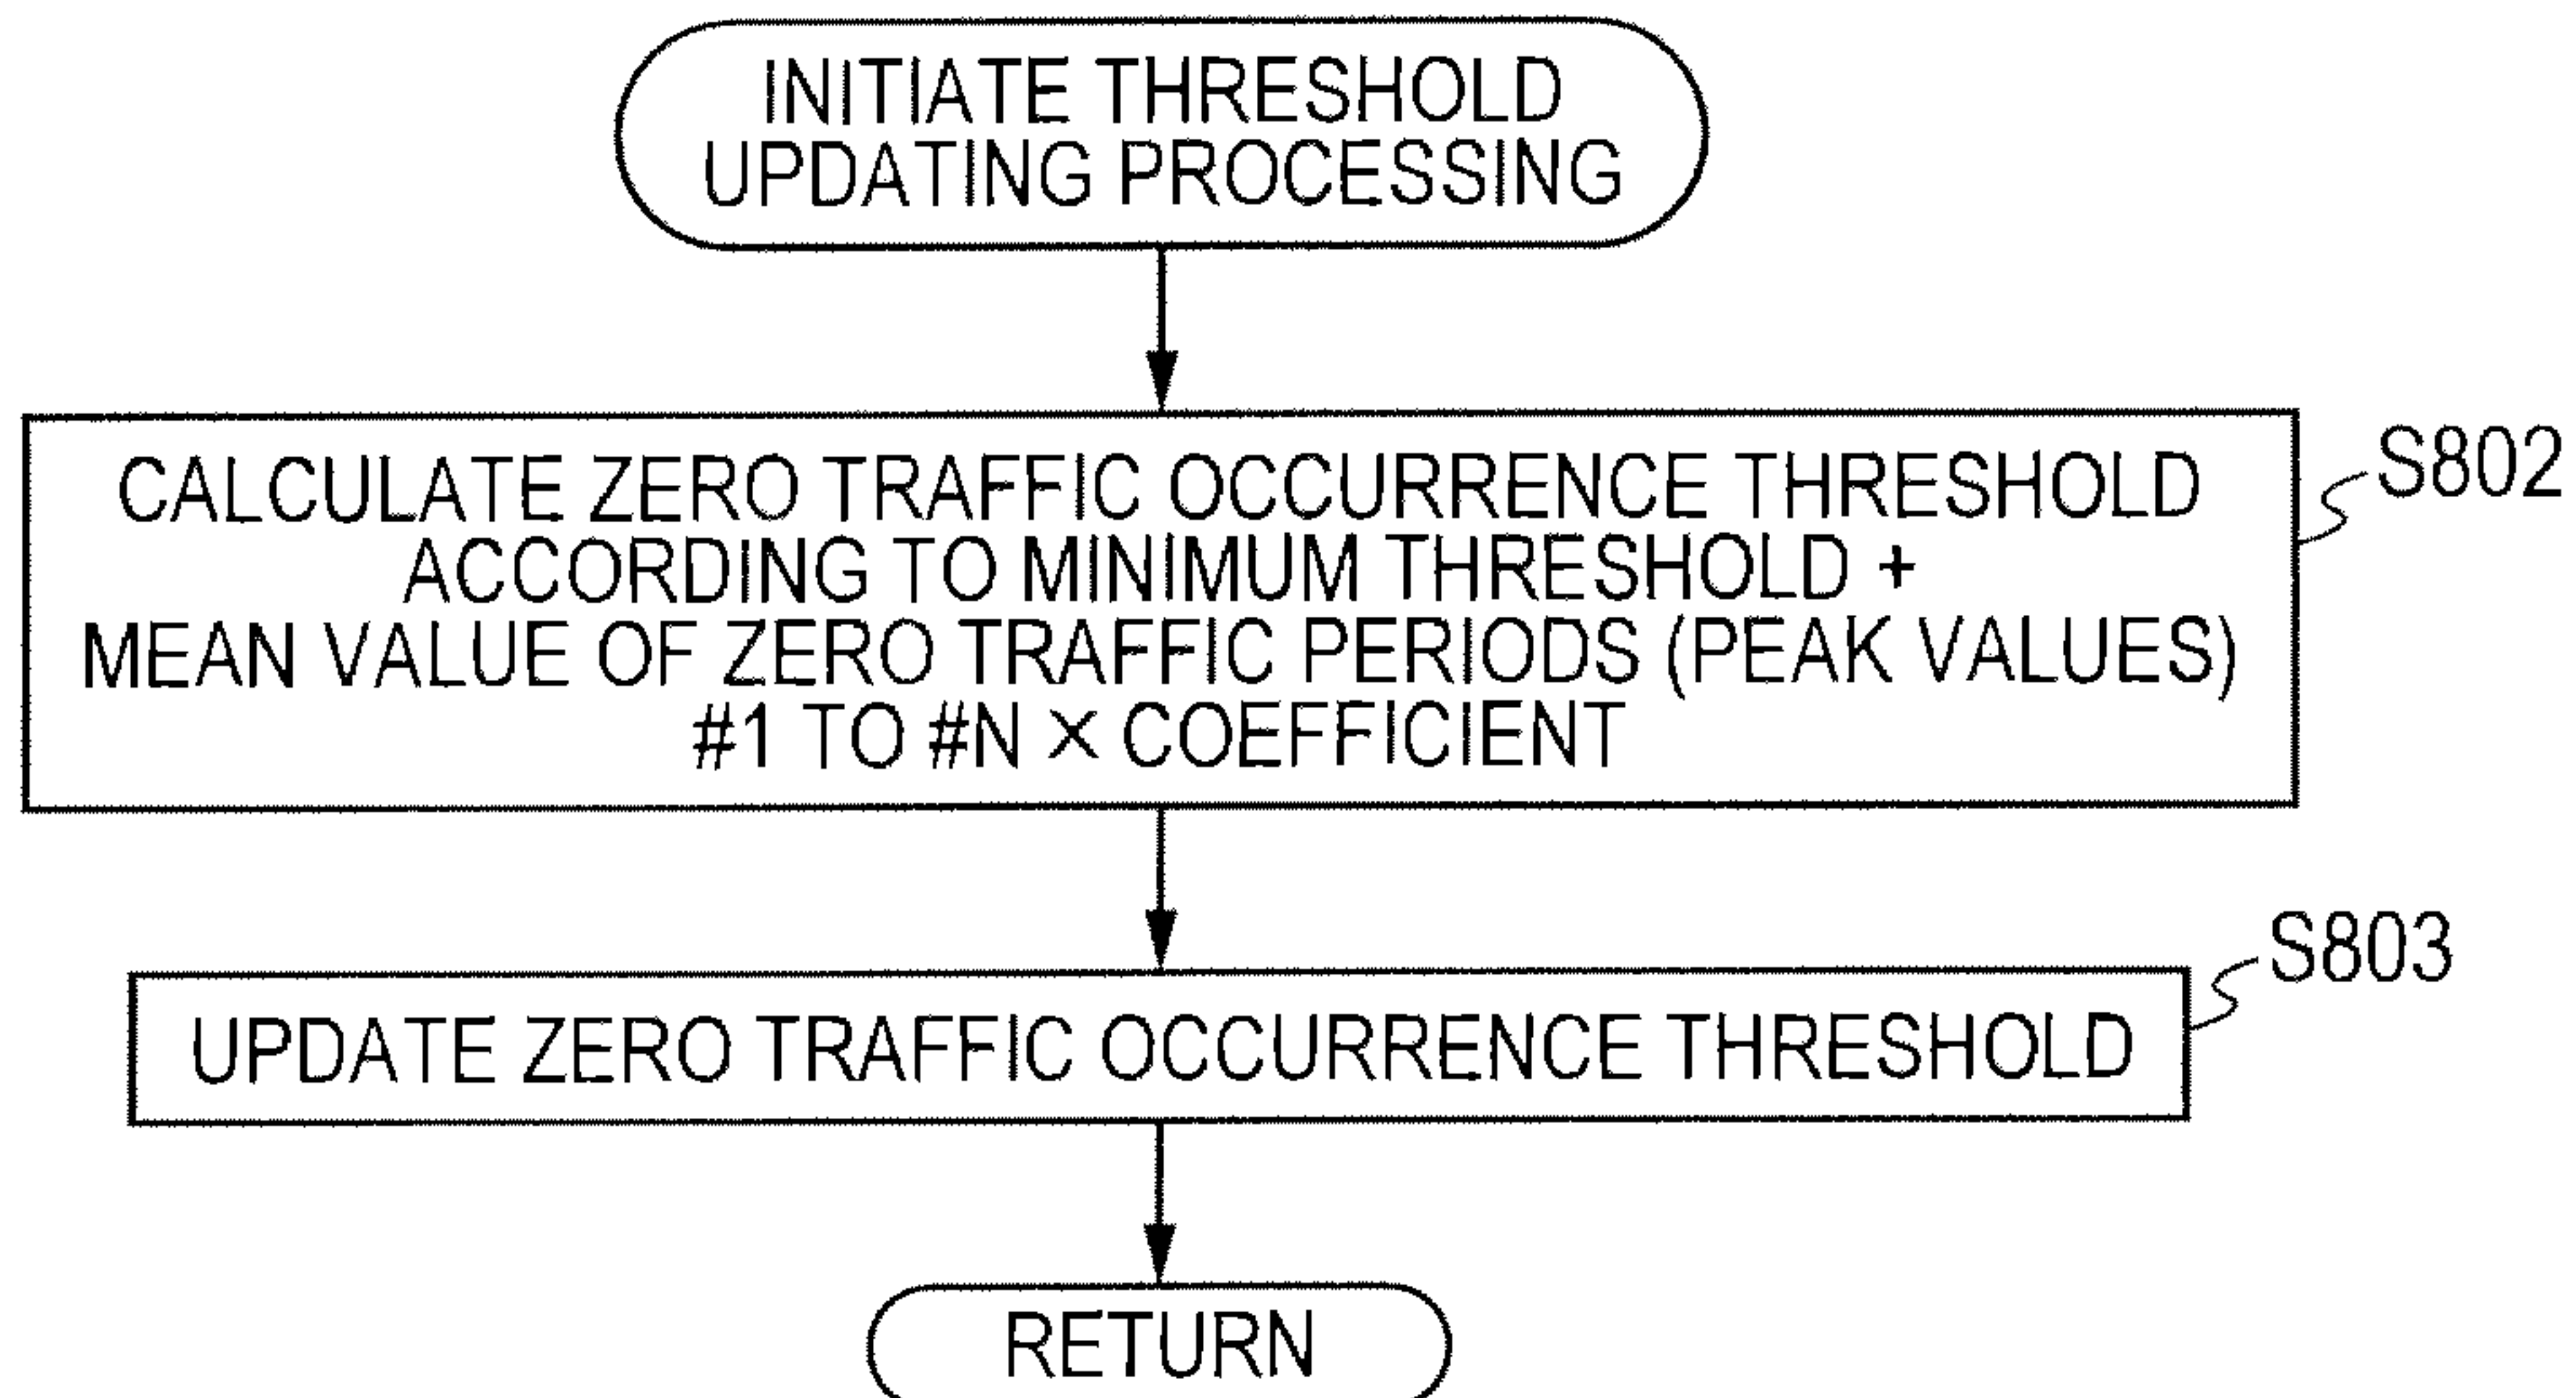 INITIATE THRESHOLD
UPDATING PROCESSING
CALCULATE ZERO TRAFFIC OCCURRENCE THRESHOLD
ACCORDING TO MINIMUM THRESHOLD +
MEAN VALUE OF ZERO TRAFFIC PERIODS (PEAK VALUES)
#1 TO #N × COEFFICIENT
S802
UPDATE ZERO TRAFFIC OCCURRENCE THRESHOLD
S803
RETURN